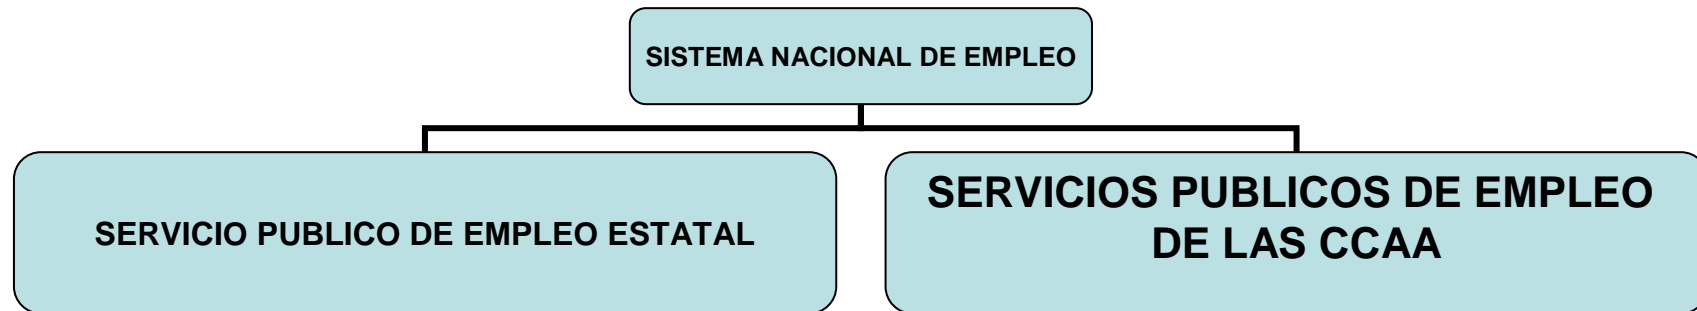 SISTEMA NACIONAL DE EMPLEO
SERVICIO PUBLICO DE EMPLEO ESTATAL
SERVICIOS PUBLICOS DE EMPLEO
DE LAS CCAA